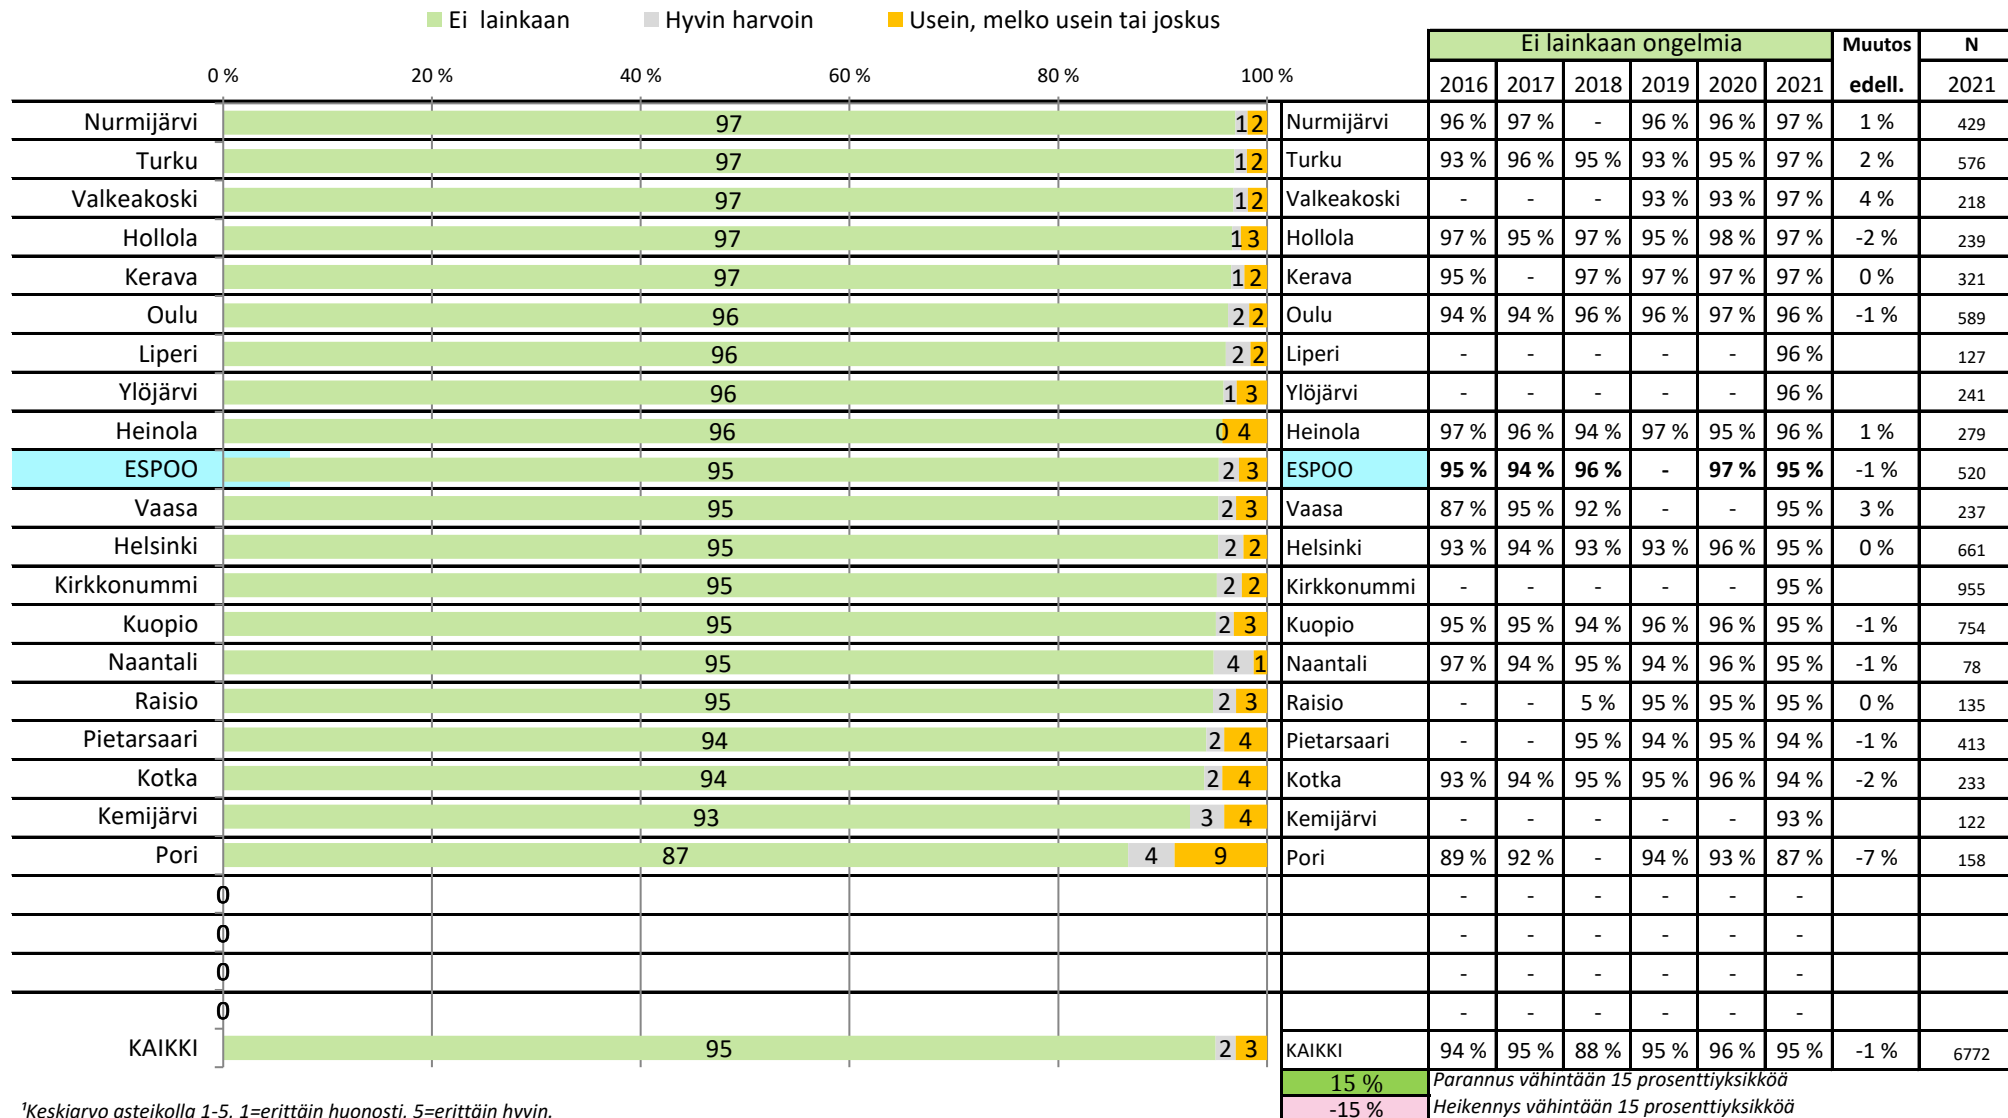 Ei lainkaan Hyvin harvoin Usein, melko usein tai joskus
Ei lainkaan ongelmia Muutos N
0 % 20 % 40 % 60 % 80 % 100 % 2016 2017 2018 2019 2020 2021 edell. 2021
Nurmijärvi 97 1 2 Nurmijärvi 96 % 97 % - 96 % 96 % 97 % 1 % 429
Turku 97 1 2 Turku 93 % 96 % 95 % 93 % 95 % 97 % 2 % 576
Valkeakoski 97 1 2 Valkeakoski - - - 93 % 93 % 97 % 4 % 218
Hollola 97 1 3 Hollola 97 % 95 % 97 % 95 % 98 % 97 % -2 % 239
Kerava 97 1 2 Kerava 95 % - 97 % 97 % 97 % 97 % 0 % 321
Oulu 96 2 2 Oulu 94 % 94 % 96 % 96 % 97 % 96 % -1 % 589
Liperi 96 2 2 Liperi - - - - - 96 % 127
Ylöjärvi 96 1 3 Ylöjärvi - - - - - 96 % 241
Heinola 96 0 4 Heinola 97 % 96 % 94 % 97 % 95 % 96 % 1 % 279
ESPOO 95 2 3 ESPOO 95 % 94 % 96 % - 97 % 95 % -1 % 520
Vaasa 95 2 3 Vaasa 87 % 95 % 92 % - - 95 % 3 % 237
Helsinki 95 2 2 Helsinki 93 % 94 % 93 % 93 % 96 % 95 % 0 % 661
Kirkkonummi 95 2 2 Kirkkonummi - - - - - 95 % 955
Kuopio 95 2 3 Kuopio 95 % 95 % 94 % 96 % 96 % 95 % -1 % 754
Naantali 95 4 1 Naantali 97 % 94 % 95 % 94 % 96 % 95 % -1 % 78
Raisio 95 2 3 Raisio - - 5 % 95 % 95 % 95 % 0 % 135
Pietarsaari 94 2 4 Pietarsaari - - 95 % 94 % 95 % 94 % -1 % 413
Kotka 94 2 4 Kotka 93 % 94 % 95 % 95 % 96 % 94 % -2 % 233
Kemijärvi 93 3 4 Kemijärvi - - - - - 93 % 122
Pori 87 4 9 Pori 89 % 92 % - 94 % 93 % 87 % -7 % 158
0 - - - - - -
0 - - - - - -
0 - - - - - -
0 - - - - - -
KAIKKI 95 2 3 KAIKKI 94 % 95 % 88 % 95 % 96 % 95 % -1 % 6772
15 % Parannus vähintään 15 prosenttiyksikköä
¹Keskiarvo asteikolla 1-5, 1=erittäin huonosti, 5=erittäin hyvin. -15 % Heikennys vähintään 15 prosenttiyksikköä